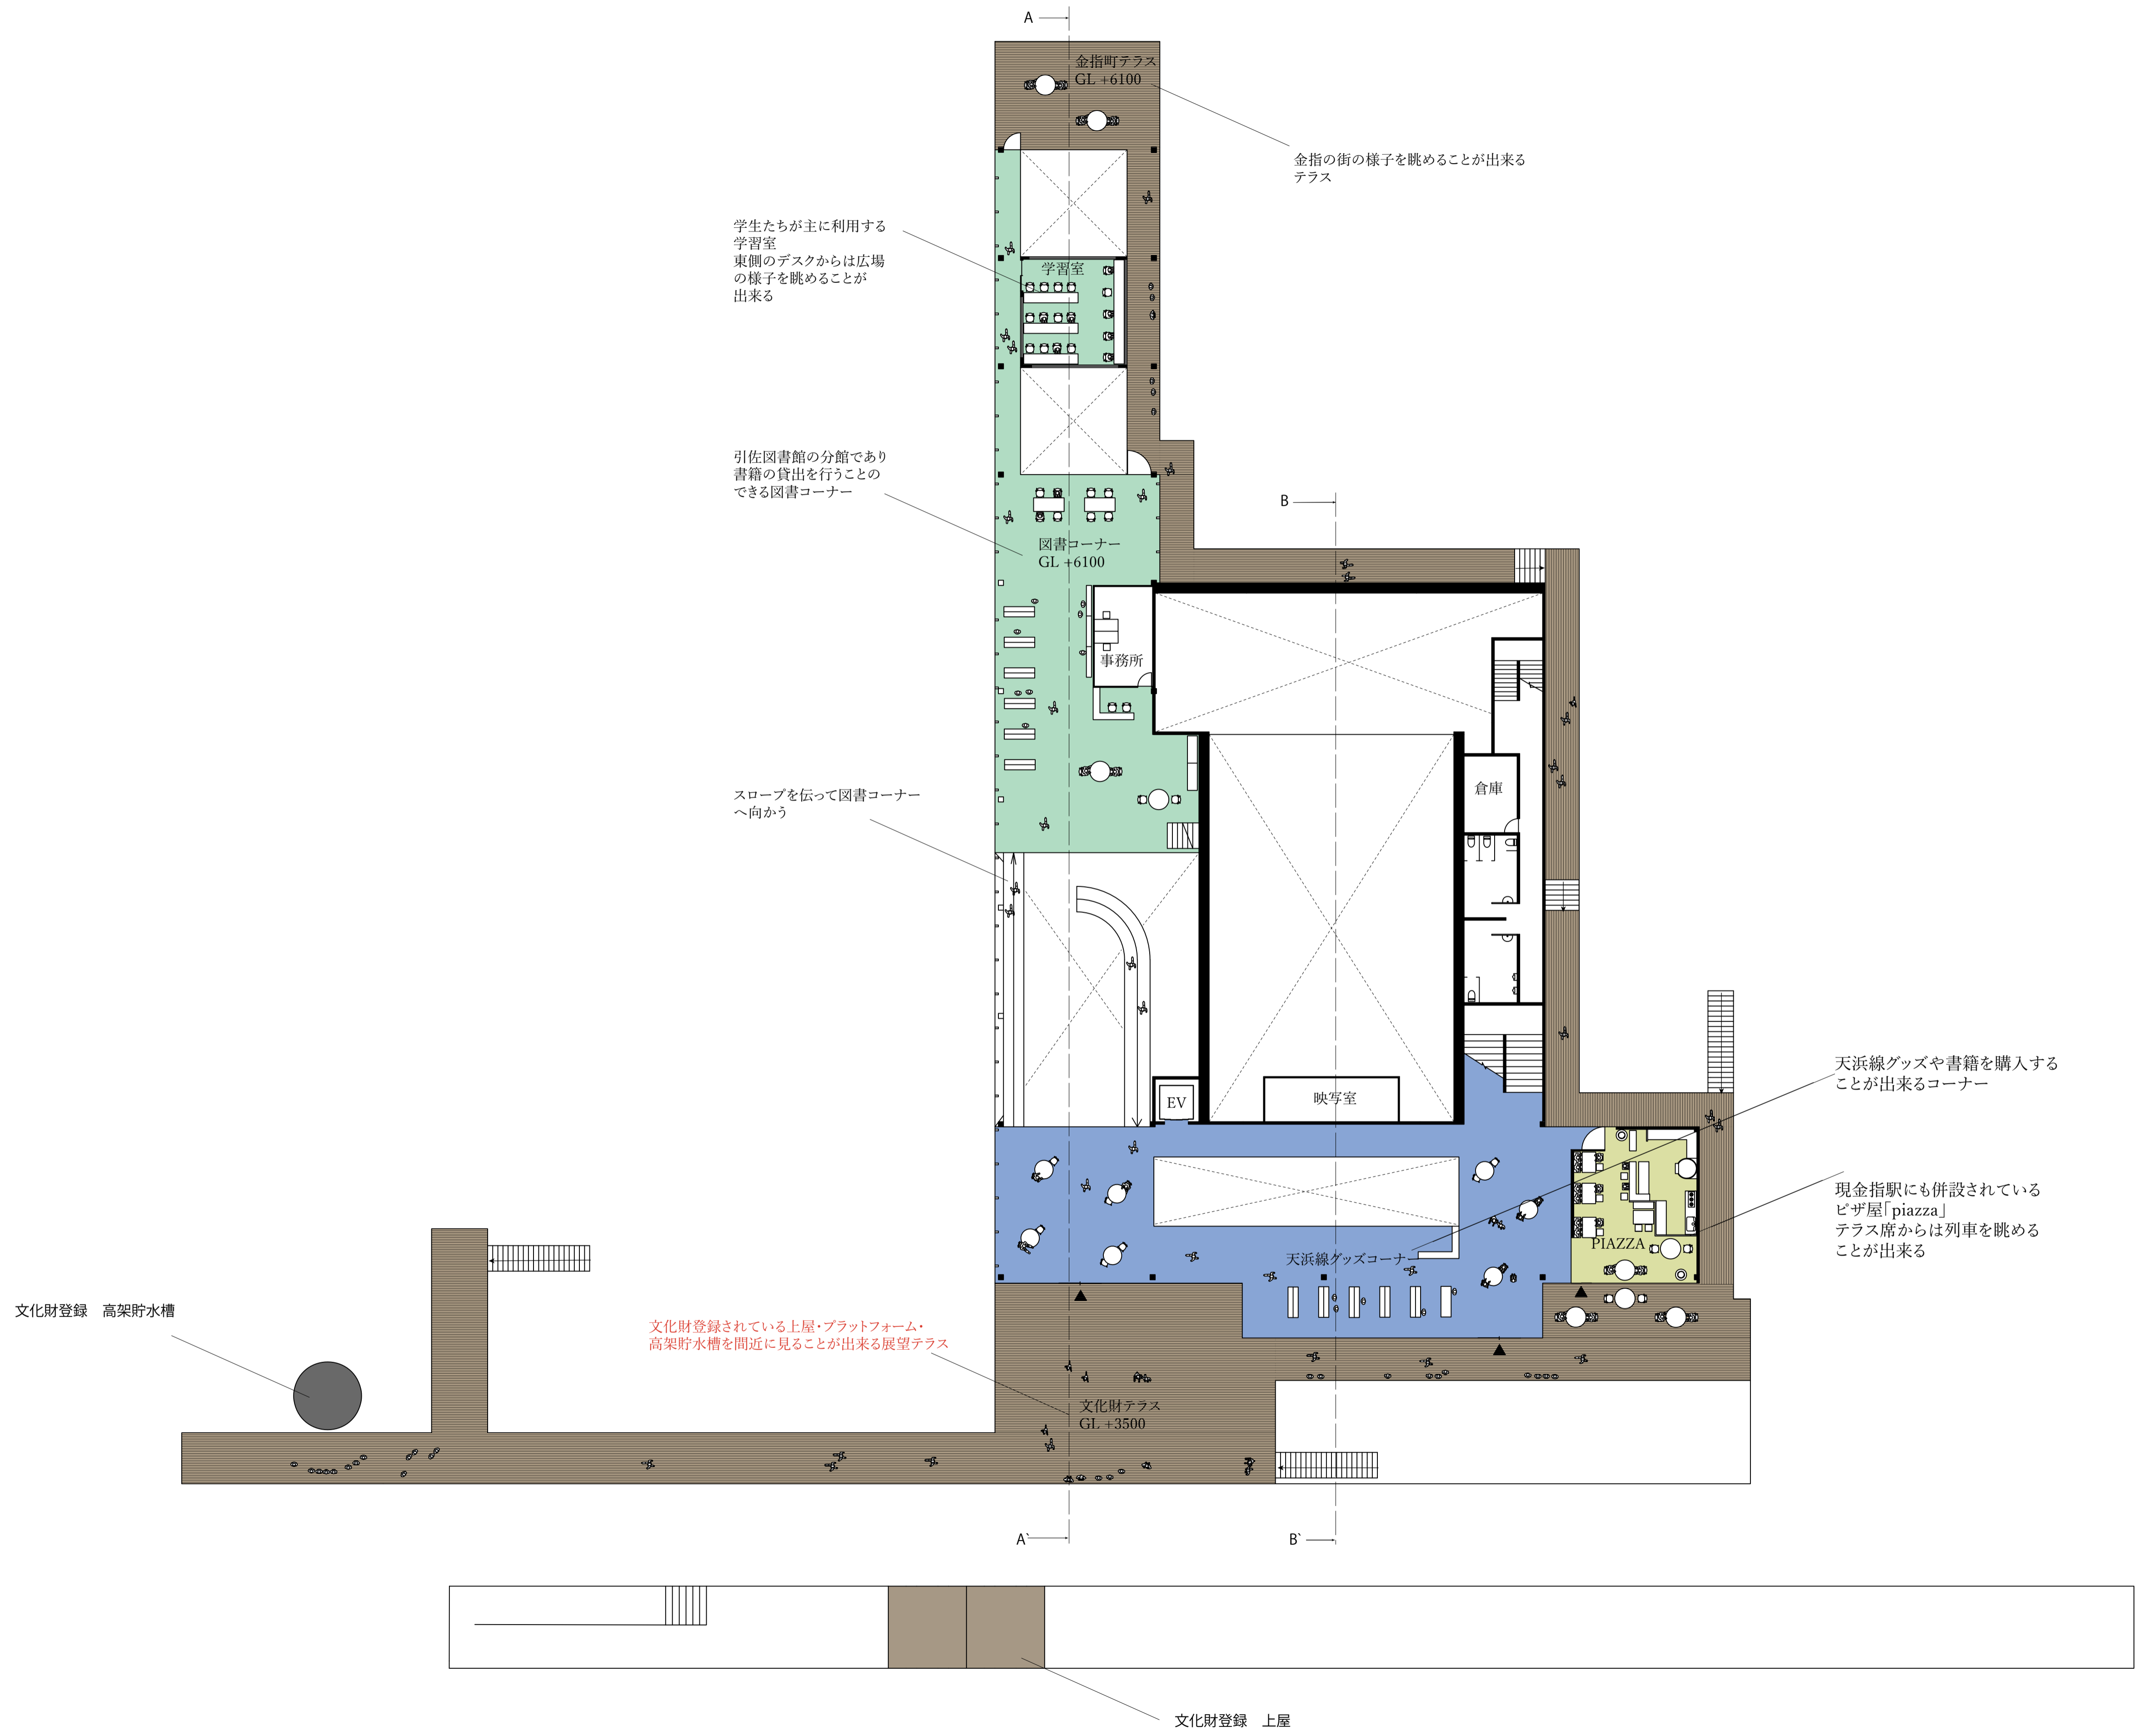 A
金指町テラス
GL +6100
金指の街の様子を眺めることが出来る
テラス
学生たちが主に利用する
学習室
東側のデスクからは広場
の様子を眺めることが
出来る
学習室
引佐図書館の分館であり
書籍の貸出を行うことの
できる図書コーナー
B
図書コーナー
GL +6100
事務所
倉庫
スロープを伝って図書コーナー
へ向かう
EV
映写室
天浜線グッズや書籍を購入する
ことが出来るコーナー
現金指駅にも併設されている
ピザ屋「piazza」
テラス席からは列車を眺める
ことが出来る
PIAZZA
天浜線グッズコーナー
文化財登録　高架貯水槽
文化財登録されている上屋・プラットフォーム・
高架貯水槽を間近に見ることが出来る展望テラス
文化財テラス
GL +3500
A`
B`
文化財登録　上屋